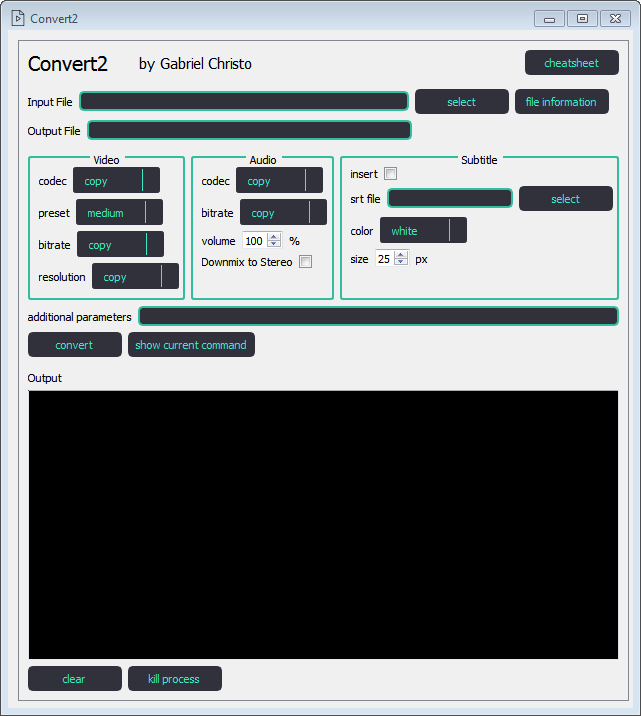 Convert2
Convert2 by Gabriel Christo cheatsheet
Input File select file information
Output File
Video Audio Subtitle
codec copy codec copy insert
preset medium bitrate copy srt file select
bitrate copy volume 100 % color white
resolution copy Downmix to Stereo size 25 px
additional parameters
convert show current command
Output
clear kill process